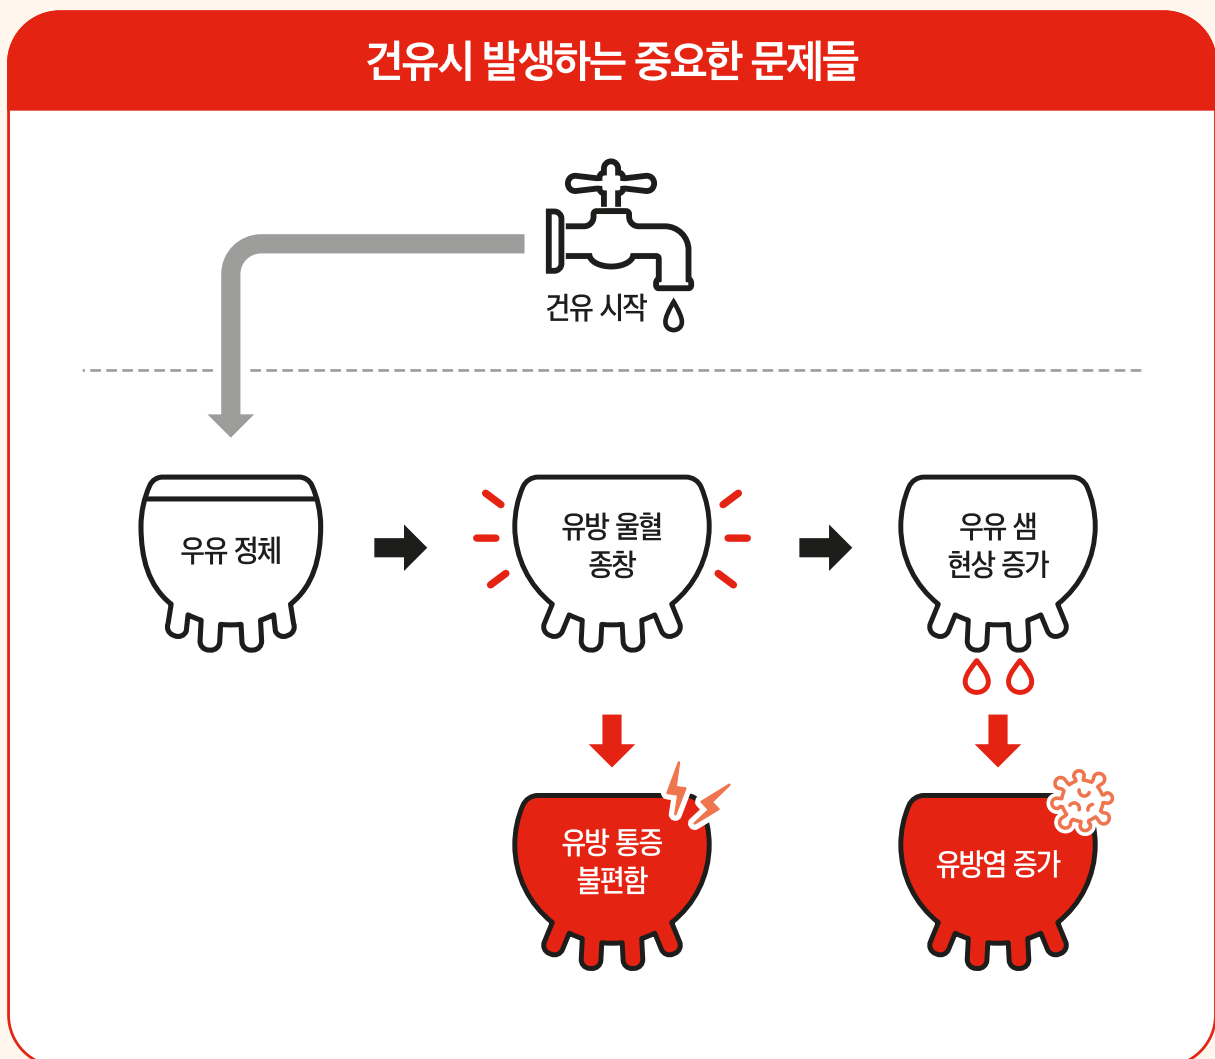 건유시 발생하는 중요한 문제들
건유 시작
우유 정체
유방 울혈
종창
우유 샘
현상 증가
유방 통증
불편함
유방염 증가